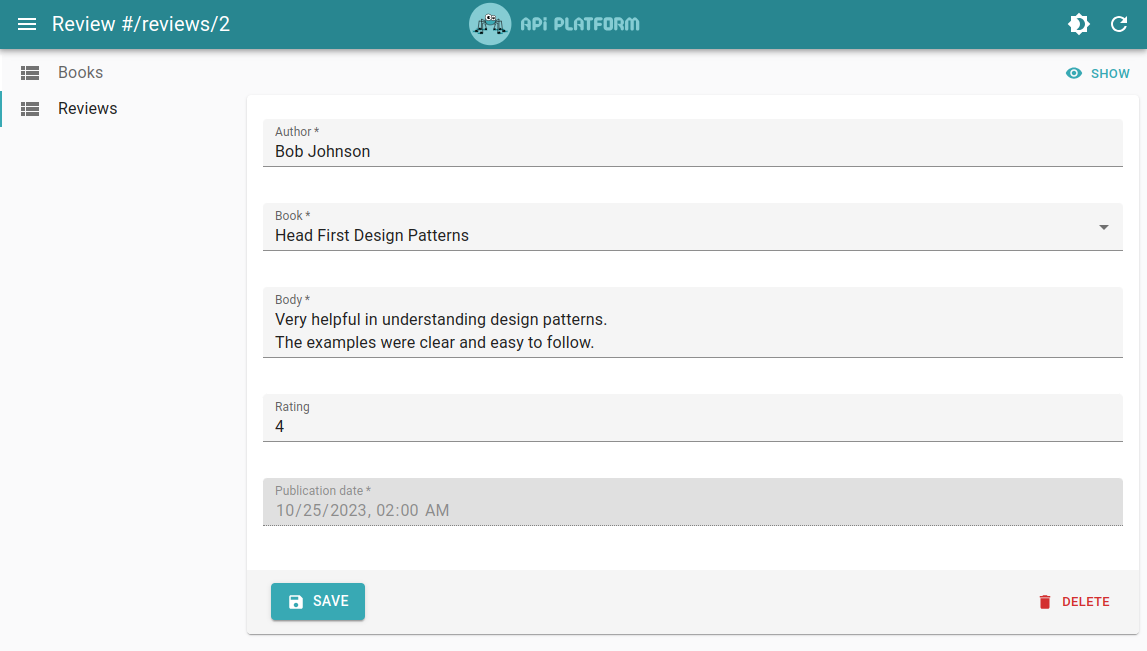 Review #/reviews/2
APi PLATFORM
Books
Reviews
SHOW
Author *
Bob Johnson
Book *
Head First Design Patterns
Body *
Very helpful in understanding design patterns.
The examples were clear and easy to follow.
Rating
4
Publication date *
10/25/2023, 02:00 AM
SAVE
DELETE